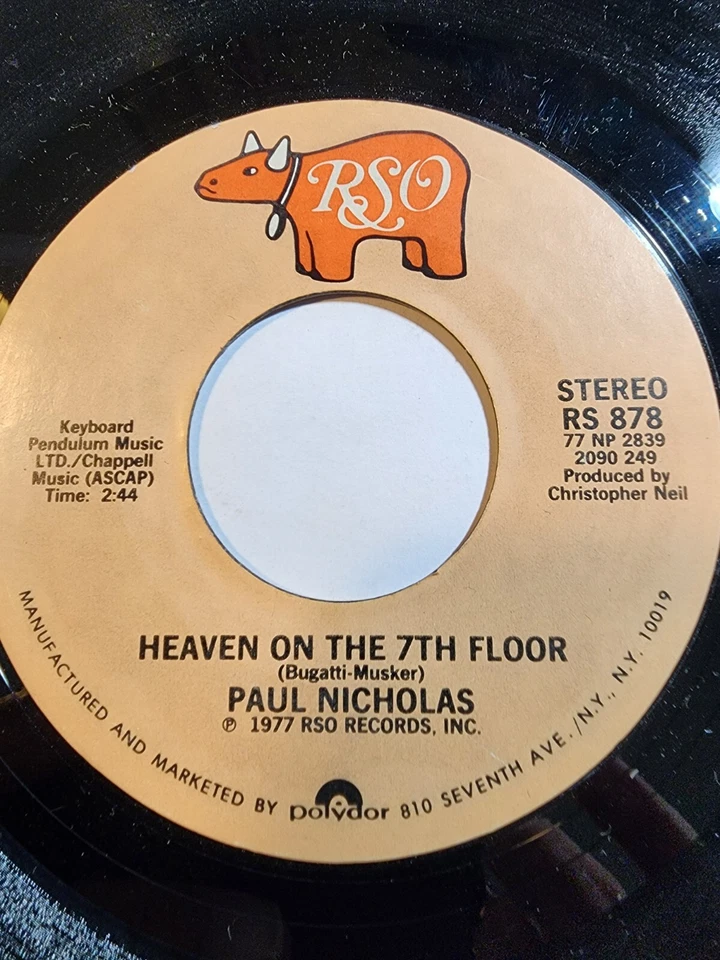 RSO
Keyboard
Pendulum Music
LTD./Chappell
Music (ASCAP)
Time: 2:44
STEREO
RS 878
77 NP 2839
2090 249
Produced by
Christopher Neil
HEAVEN ON THE 7TH FLOOR
(Bugatti-Musker)
PAUL NICHOLAS
℗ 1977 RSO RECORDS, INC.
MANUFACTURED AND MARKETED BY polydor 810 SEVENTH AVE./N.Y., N.Y. 10019